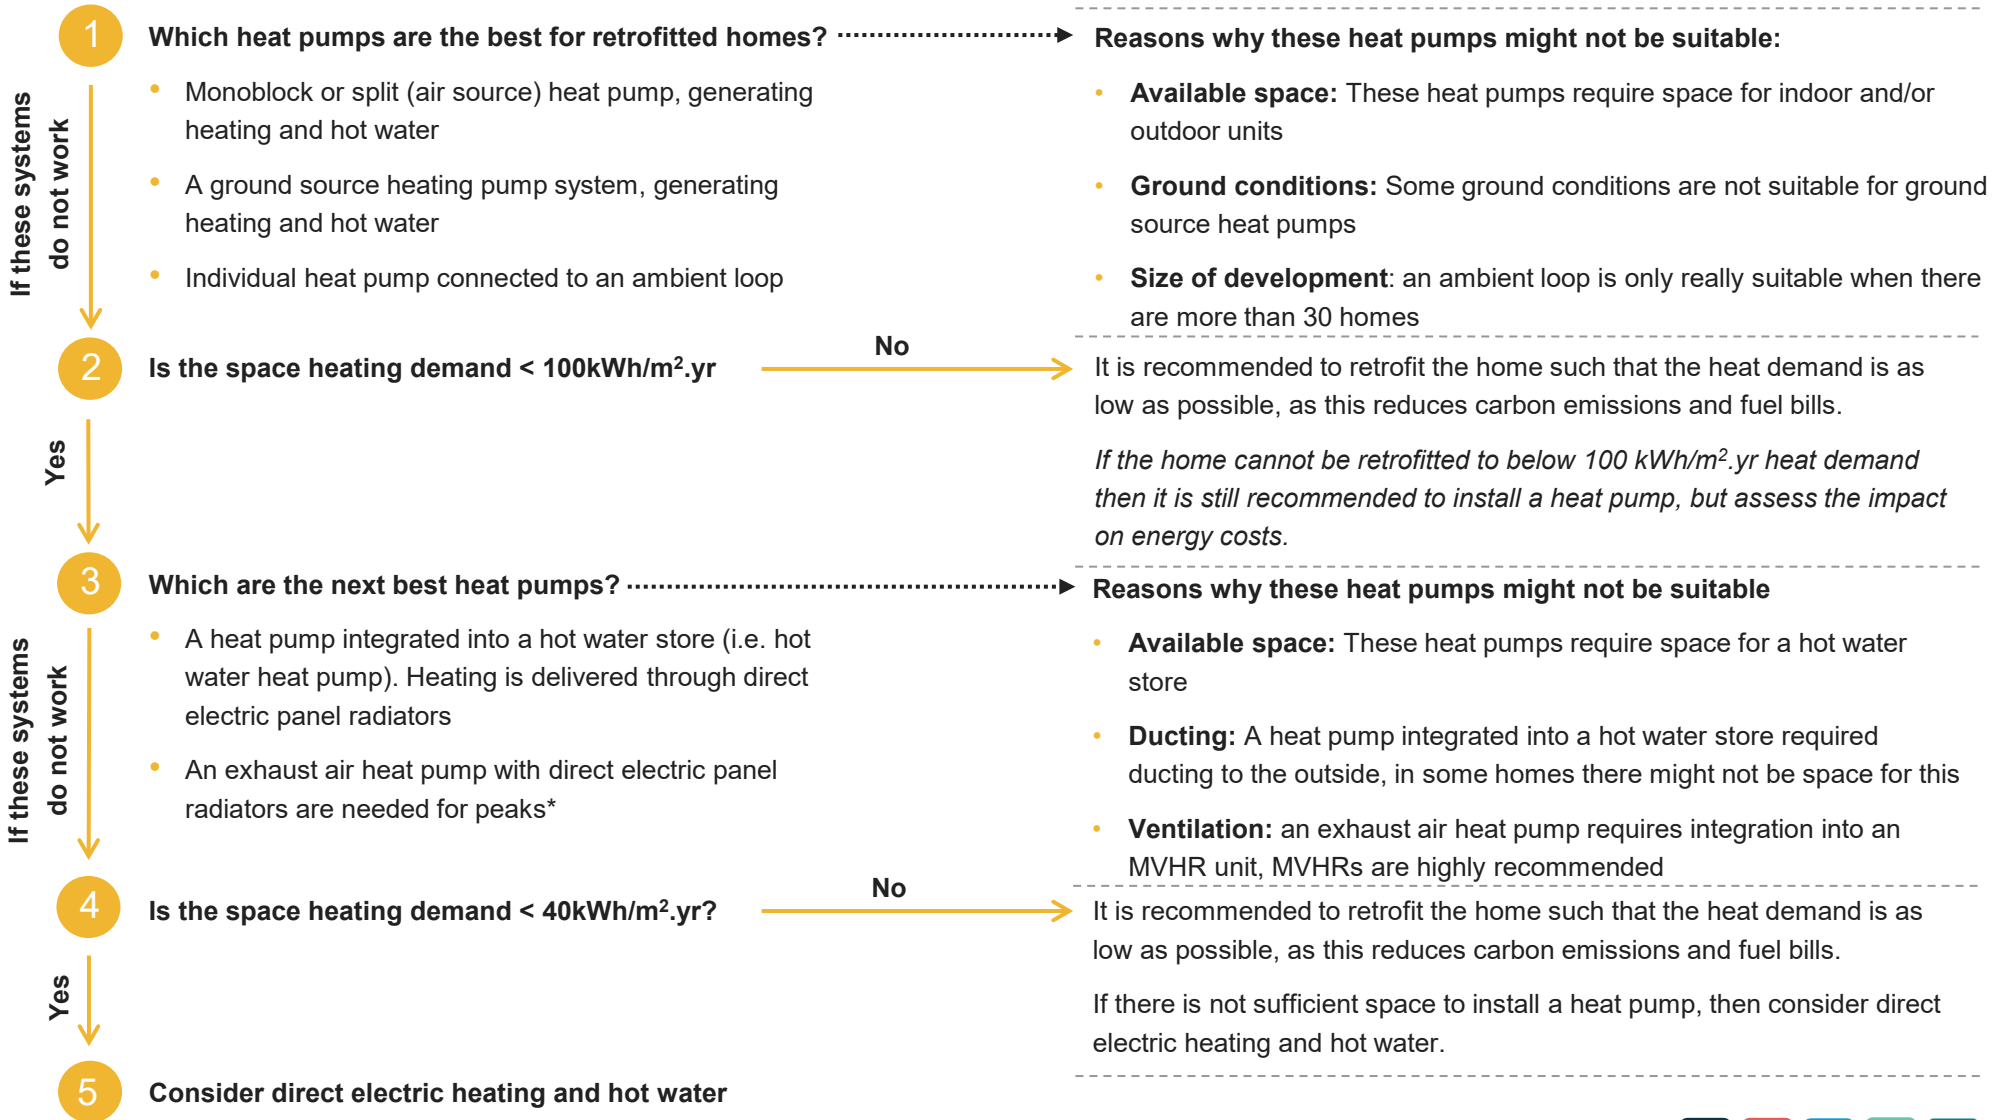 1
Which heat pumps are the best for retrofitted homes?
• Monoblock or split (air source) heat pump, generating
heating and hot water
• A ground source heating pump system, generating
heating and hot water
• Individual heat pump connected to an ambient loop
Reasons why these heat pumps might not be suitable:
• Available space: These heat pumps require space for indoor and/or
outdoor units
• Ground conditions: Some ground conditions are not suitable for ground
source heat pumps
• Size of development: an ambient loop is only really suitable when there
are more than 30 homes
If these systems
do not work
2
Is the space heating demand < 100kWh/m².yr
No
It is recommended to retrofit the home such that the heat demand is as
low as possible, as this reduces carbon emissions and fuel bills.
If the home cannot be retrofitted to below 100 kWh/m².yr heat demand
then it is still recommended to install a heat pump, but assess the impact
on energy costs.
Yes
3
Which are the next best heat pumps?
• A heat pump integrated into a hot water store (i.e. hot
water heat pump). Heating is delivered through direct
electric panel radiators
• An exhaust air heat pump with direct electric panel
radiators are needed for peaks*
Reasons why these heat pumps might not be suitable
• Available space: These heat pumps require space for a hot water
store
• Ducting: A heat pump integrated into a hot water store required
ducting to the outside, in some homes there might not be space for this
• Ventilation: an exhaust air heat pump requires integration into an
MVHR unit, MVHRs are highly recommended
If these systems
do not work
4
Is the space heating demand < 40kWh/m².yr?
No
It is recommended to retrofit the home such that the heat demand is as
low as possible, as this reduces carbon emissions and fuel bills.
If there is not sufficient space to install a heat pump, then consider direct
electric heating and hot water.
Yes
5
Consider direct electric heating and hot water